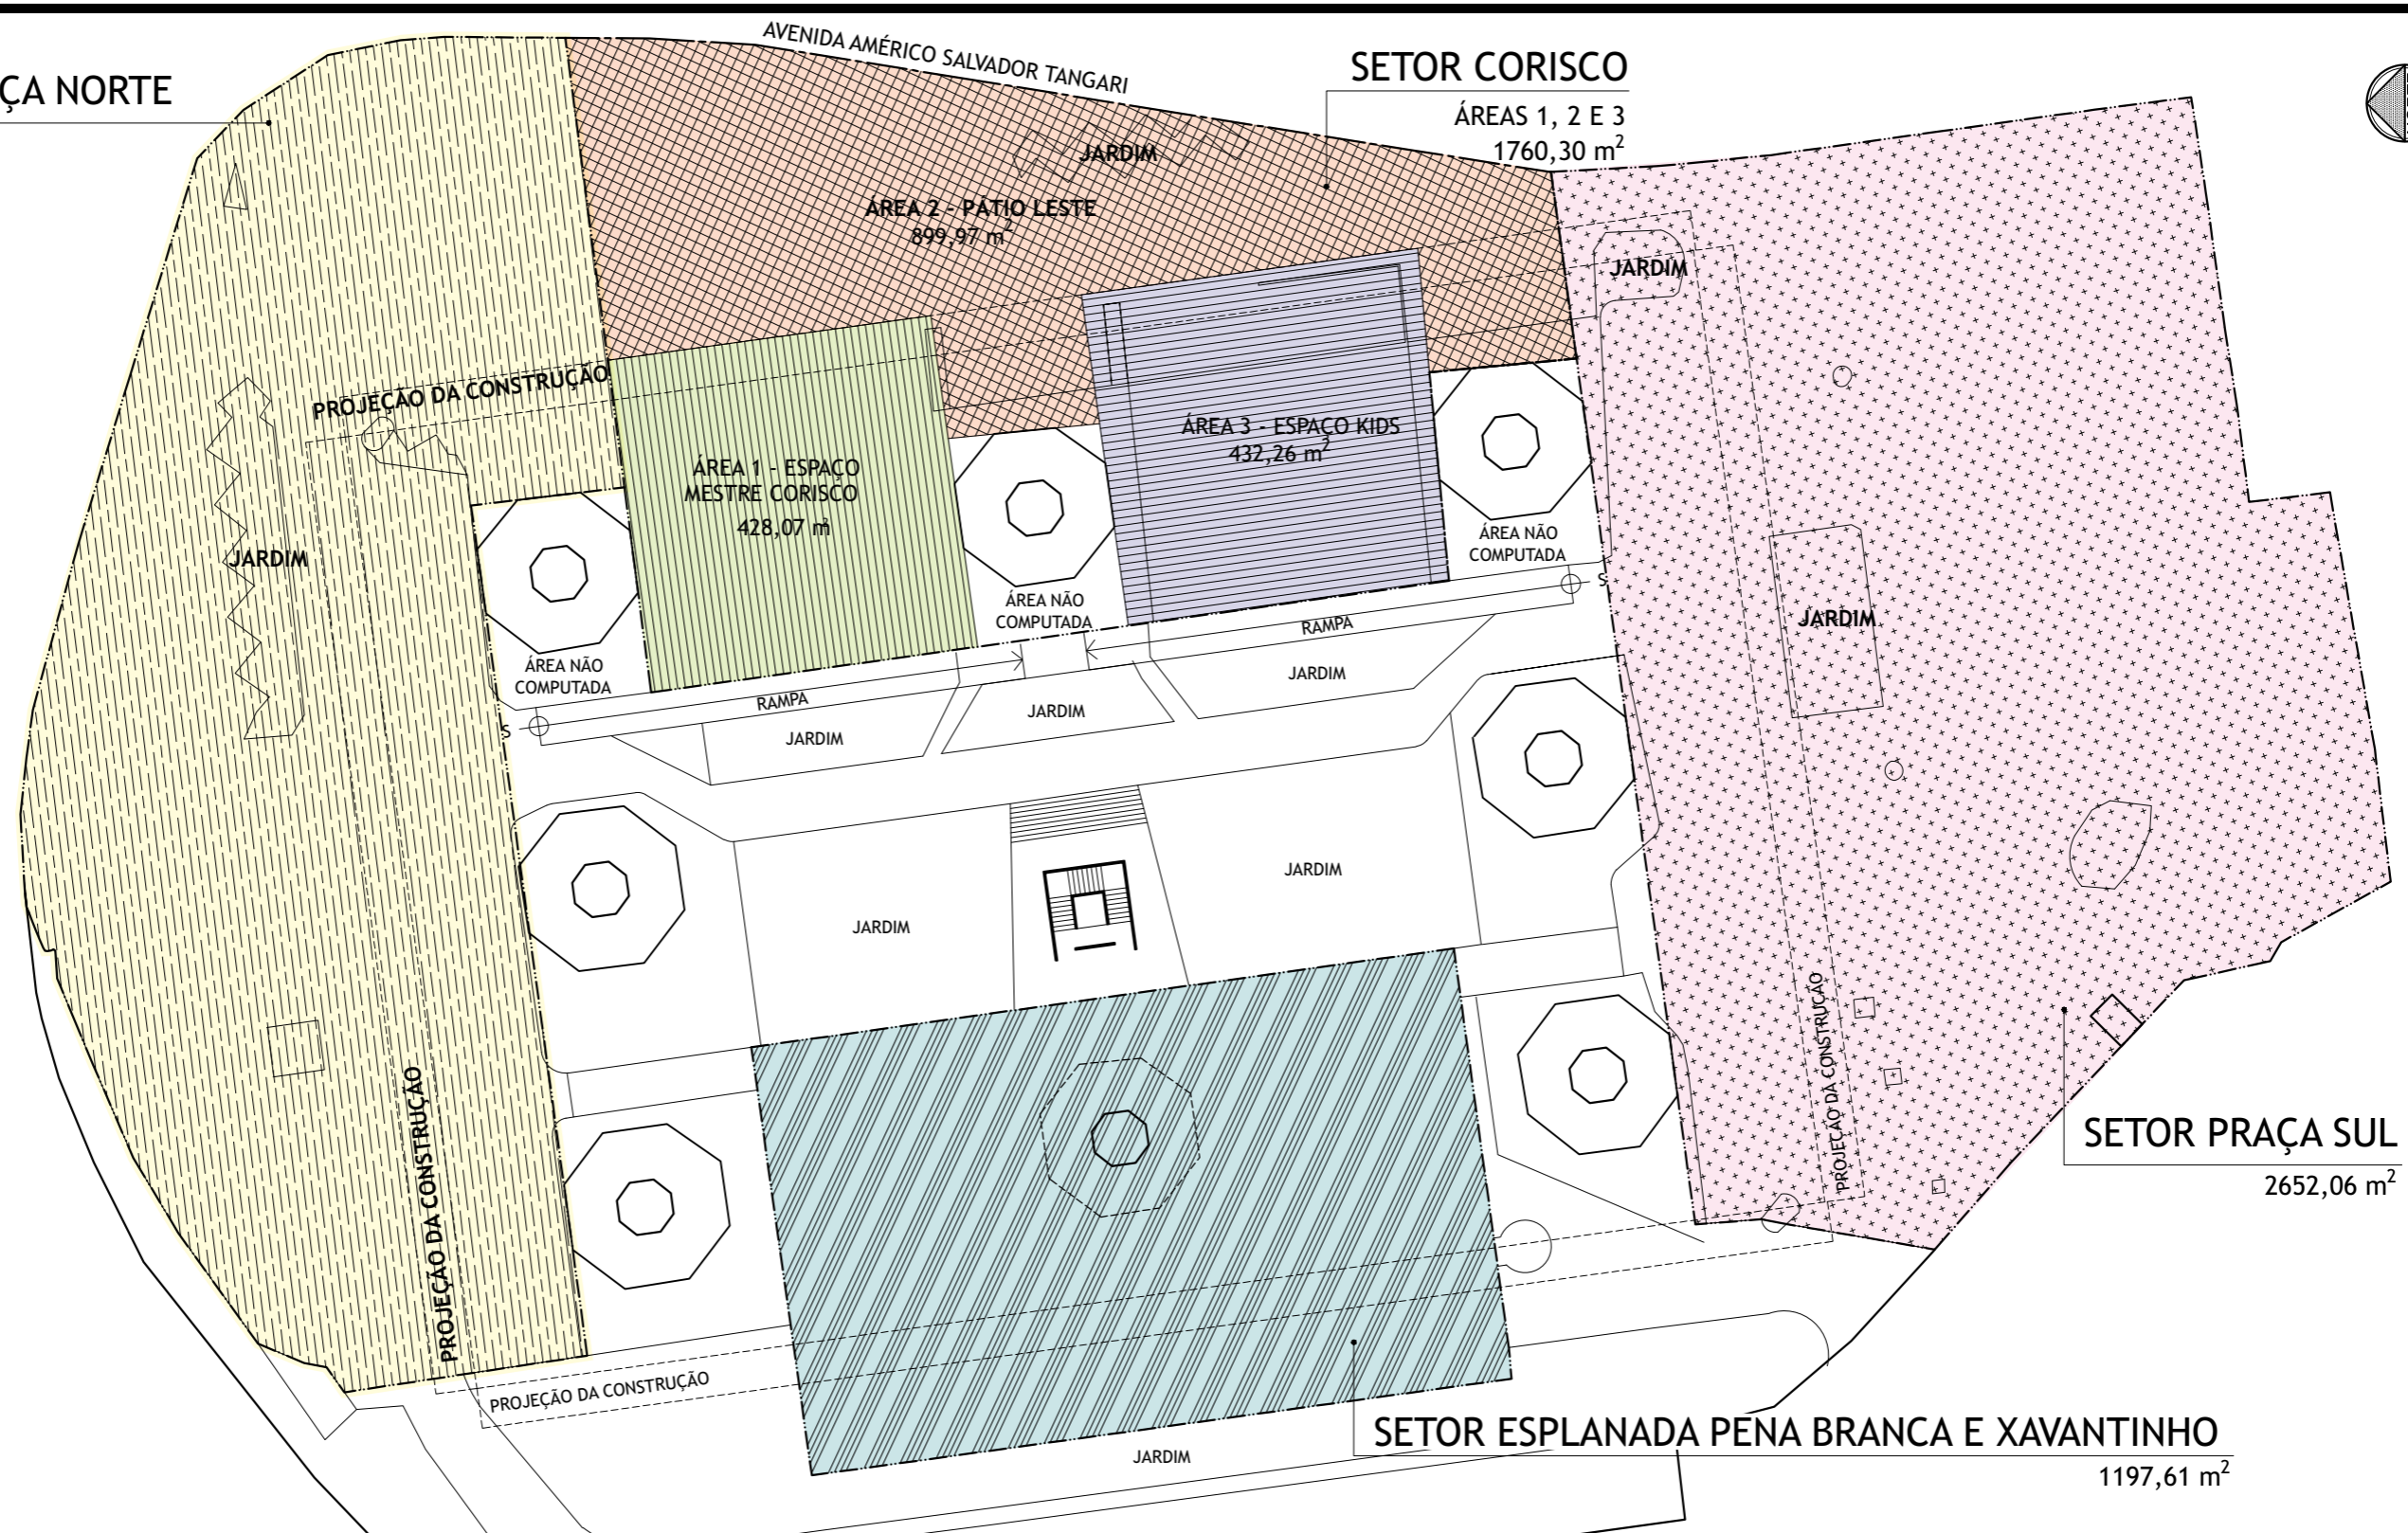 AVENIDA AMÉRICO SALVADOR TANGARI
ÇA NORTE
SETOR CORISCO
ÁREAS 1, 2 E 3
1760,30 m²
JARDIM
ÁREA 2 - PÁTIO LESTE
899,97 m²
JARDIM
PROJEÇÃO DA CONSTRUÇÃO
ÁREA 3 - ESPAÇO KIDS
432,26 m²
ÁREA 1 - ESPAÇO
MESTRE CORISCO
428,07 m²
JARDIM
ÁREA NÃO
COMPUTADA
S
ÁREA NÃO
COMPUTADA
RAMPA
JARDIM
JARDIM
ÁREA NÃO
COMPUTADA
RAMPA
JARDIM
JARDIM
S
JARDIM
JARDIM
PROJEÇÃO DA CONSTRUÇÃO
PROJEÇÃO DA CONSTRUÇÃO
SETOR PRAÇA SUL
2652,06 m²
PROJEÇÃO DA CONSTRUÇÃO
SETOR ESPLANADA PENA BRANCA E XAVANTINHO
1197,61 m²
JARDIM